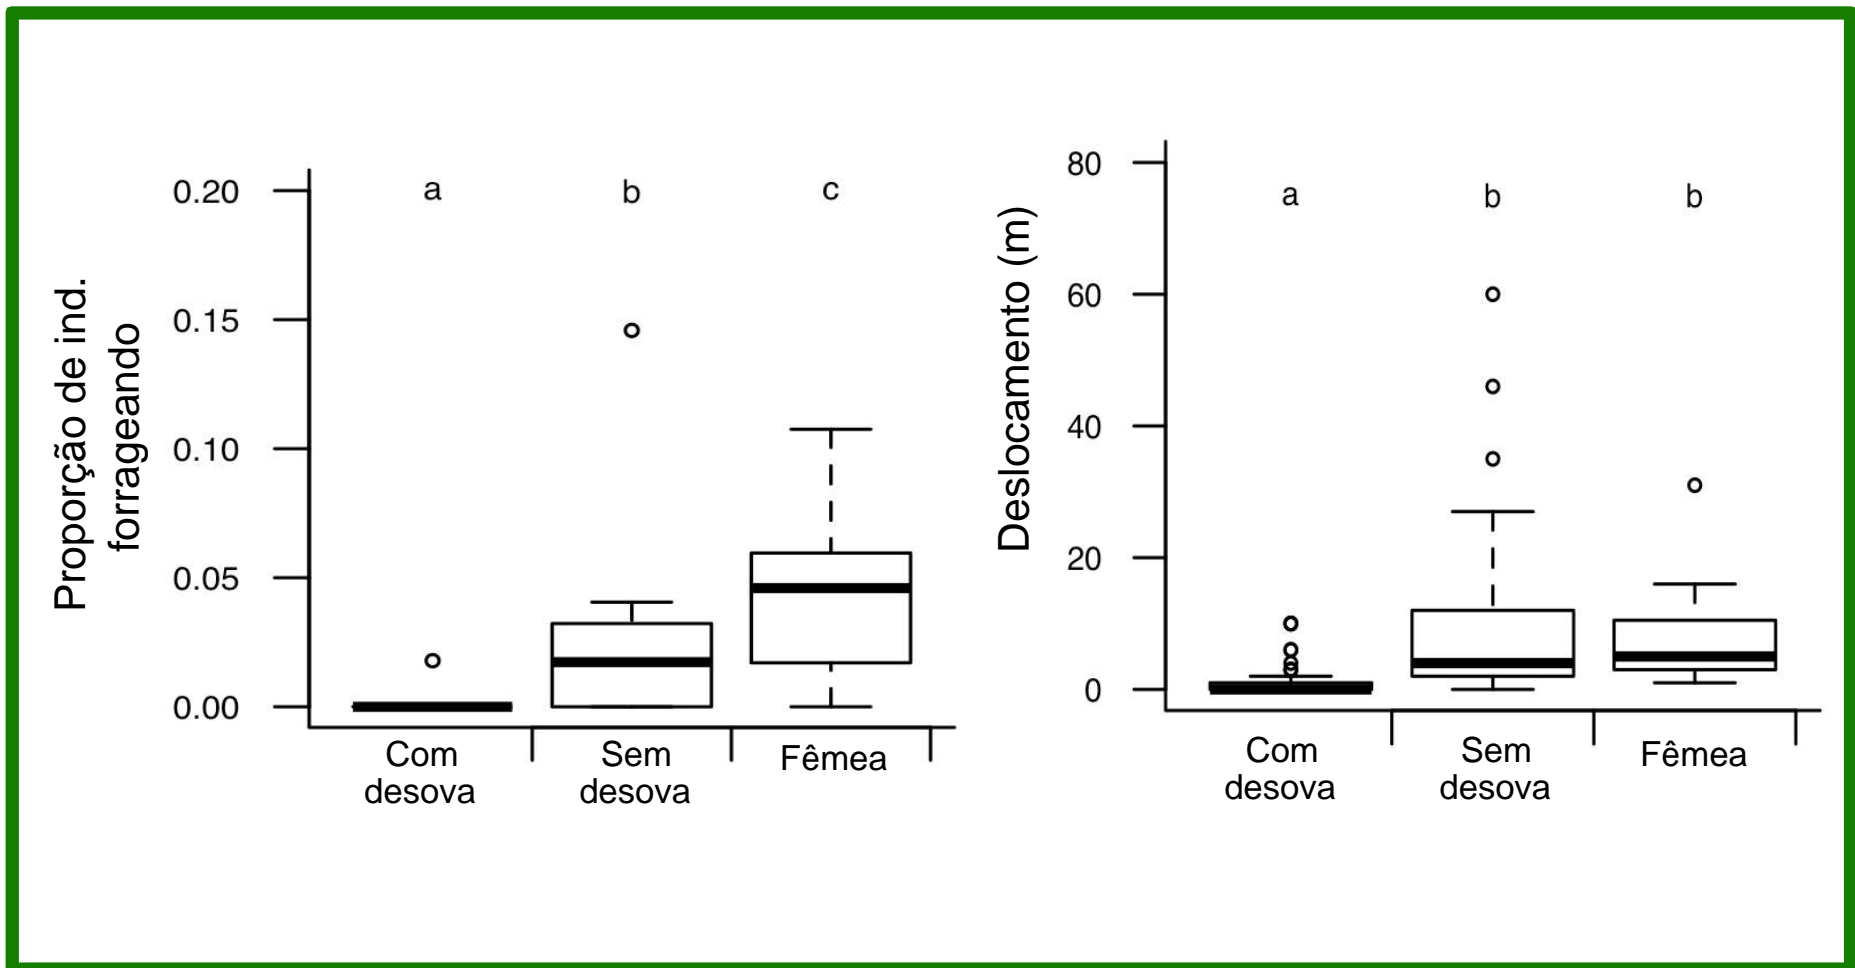 Proporção de ind.
forrageando
0.20
0.15
0.10
0.05
0.00
a
b
c
Com
desova
Sem
desova
Fêmea
Deslocamento (m)
80
60
40
20
0
a
b
b
Com
desova
Sem
desova
Fêmea